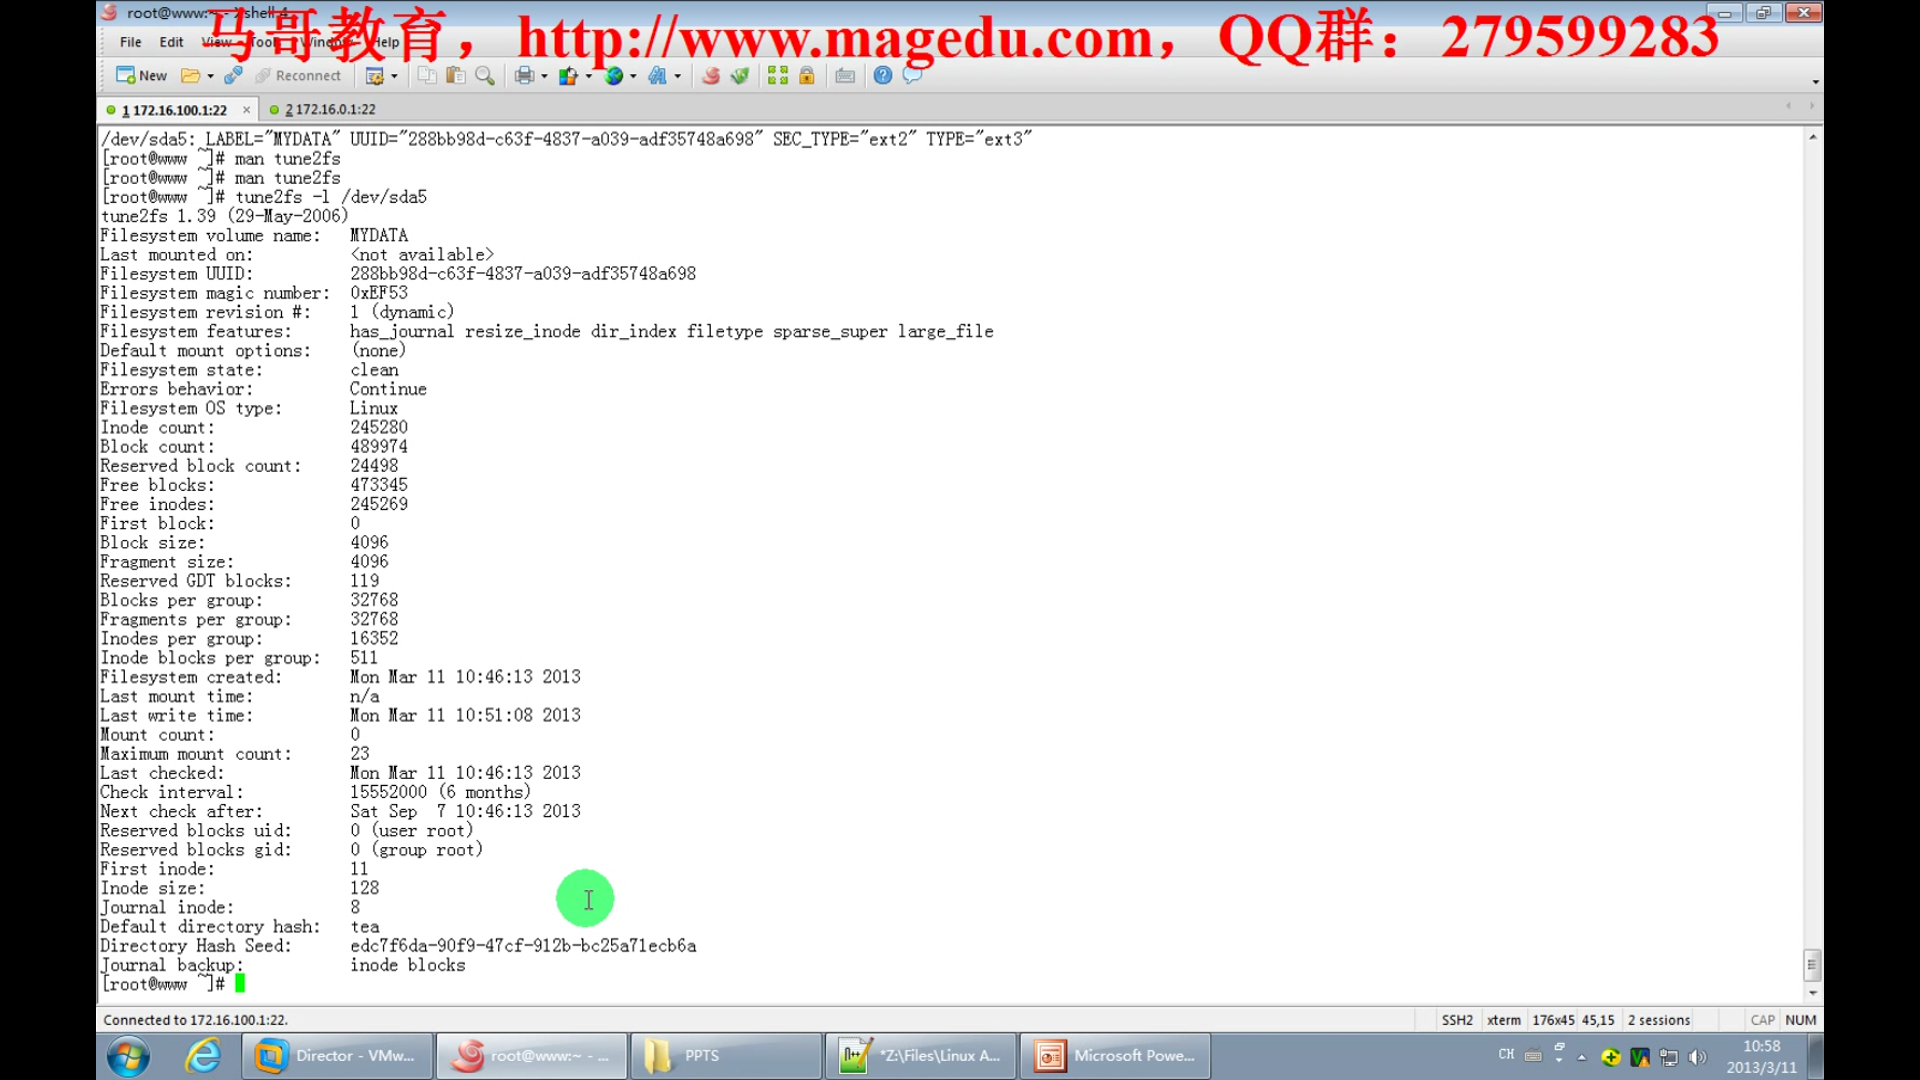 root@www:~ - Xshell 4
马哥教育，http://www.magedu.com，QQ群：279599283
File Edit View Tools Window Help
New Reconnect
1 172.16.100.1:22 × 2 172.16.0.1:22
/dev/sda5: LABEL="MYDATA" UUID="288bb98d-c63f-4837-a039-adf35748a698" SEC_TYPE="ext2" TYPE="ext3"
[root@www ~]# man tune2fs
[root@www ~]# man tune2fs
[root@www ~]# tune2fs -l /dev/sda5
tune2fs 1.39 (29-May-2006)
Filesystem volume name: MYDATA
Last mounted on: <not available>
Filesystem UUID: 288bb98d-c63f-4837-a039-adf35748a698
Filesystem magic number: 0xEF53
Filesystem revision #: 1 (dynamic)
Filesystem features: has_journal resize_inode dir_index filetype sparse_super large_file
Default mount options: (none)
Filesystem state: clean
Errors behavior: Continue
Filesystem OS type: Linux
Inode count: 245280
Block count: 489974
Reserved block count: 24498
Free blocks: 473345
Free inodes: 245269
First block: 0
Block size: 4096
Fragment size: 4096
Reserved GDT blocks: 119
Blocks per group: 32768
Fragments per group: 32768
Inodes per group: 16352
Inode blocks per group: 511
Filesystem created: Mon Mar 11 10:46:13 2013
Last mount time: n/a
Last write time: Mon Mar 11 10:51:08 2013
Mount count: 0
Maximum mount count: 23
Last checked: Mon Mar 11 10:46:13 2013
Check interval: 15552000 (6 months)
Next check after: Sat Sep 7 10:46:13 2013
Reserved blocks uid: 0 (user root)
Reserved blocks gid: 0 (group root)
First inode: 11
Inode size: 128
Journal inode: 8
Default directory hash: tea
Directory Hash Seed: edc7f6da-90f9-47cf-912b-bc25a71ecb6a
Journal backup: inode blocks
[root@www ~]#
Connected to 172.16.100.1:22. SSH2 xterm 176x45 45,15 2 sessions CAP NUM
Director - VMw... root@www:~ - ... PPTS *Z:\Files\Linux A... Microsoft Powe... CH 10:58
2013/3/11